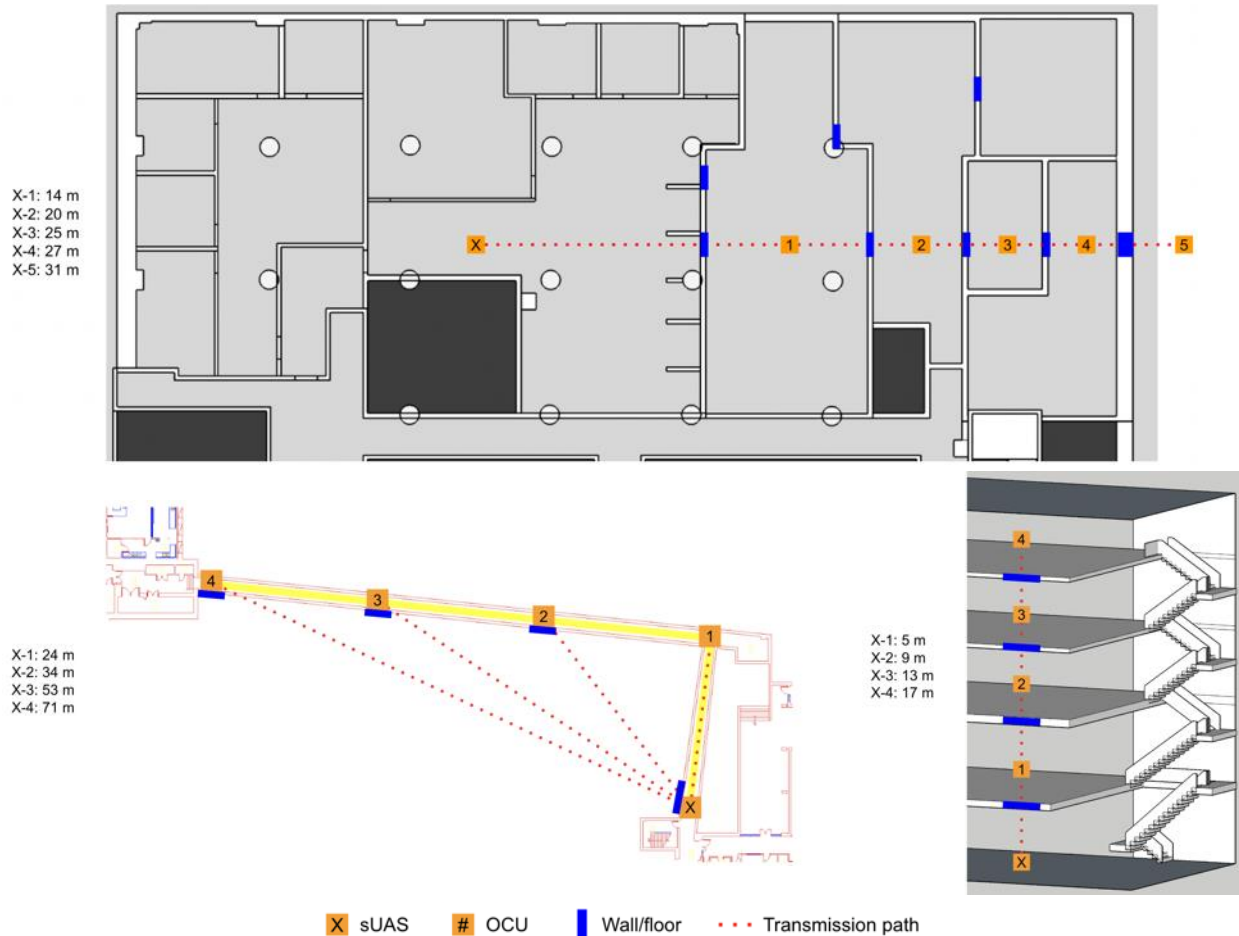 X-1: 14 m
X-2: 20 m
X-3: 25 m
X-4: 27 m
X-5: 31 m
X 1 2 3 4 5
X-1: 24 m
X-2: 34 m
X-3: 53 m
X-4: 71 m
4
3
2
1
X
X-1: 5 m
X-2: 9 m
X-3: 13 m
X-4: 17 m
4
3
2
1
X
X sUAS # OCU Wall/floor Transmission path